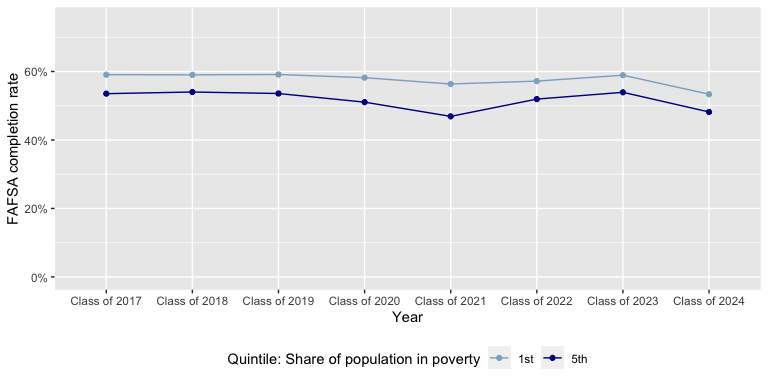 FAFSA completion rate
60%
40%
20%
0%
Class of 2017 Class of 2018 Class of 2019 Class of 2020 Class of 2021 Class of 2022 Class of 2023 Class of 2024
Year
Quintile: Share of population in poverty 1st 5th